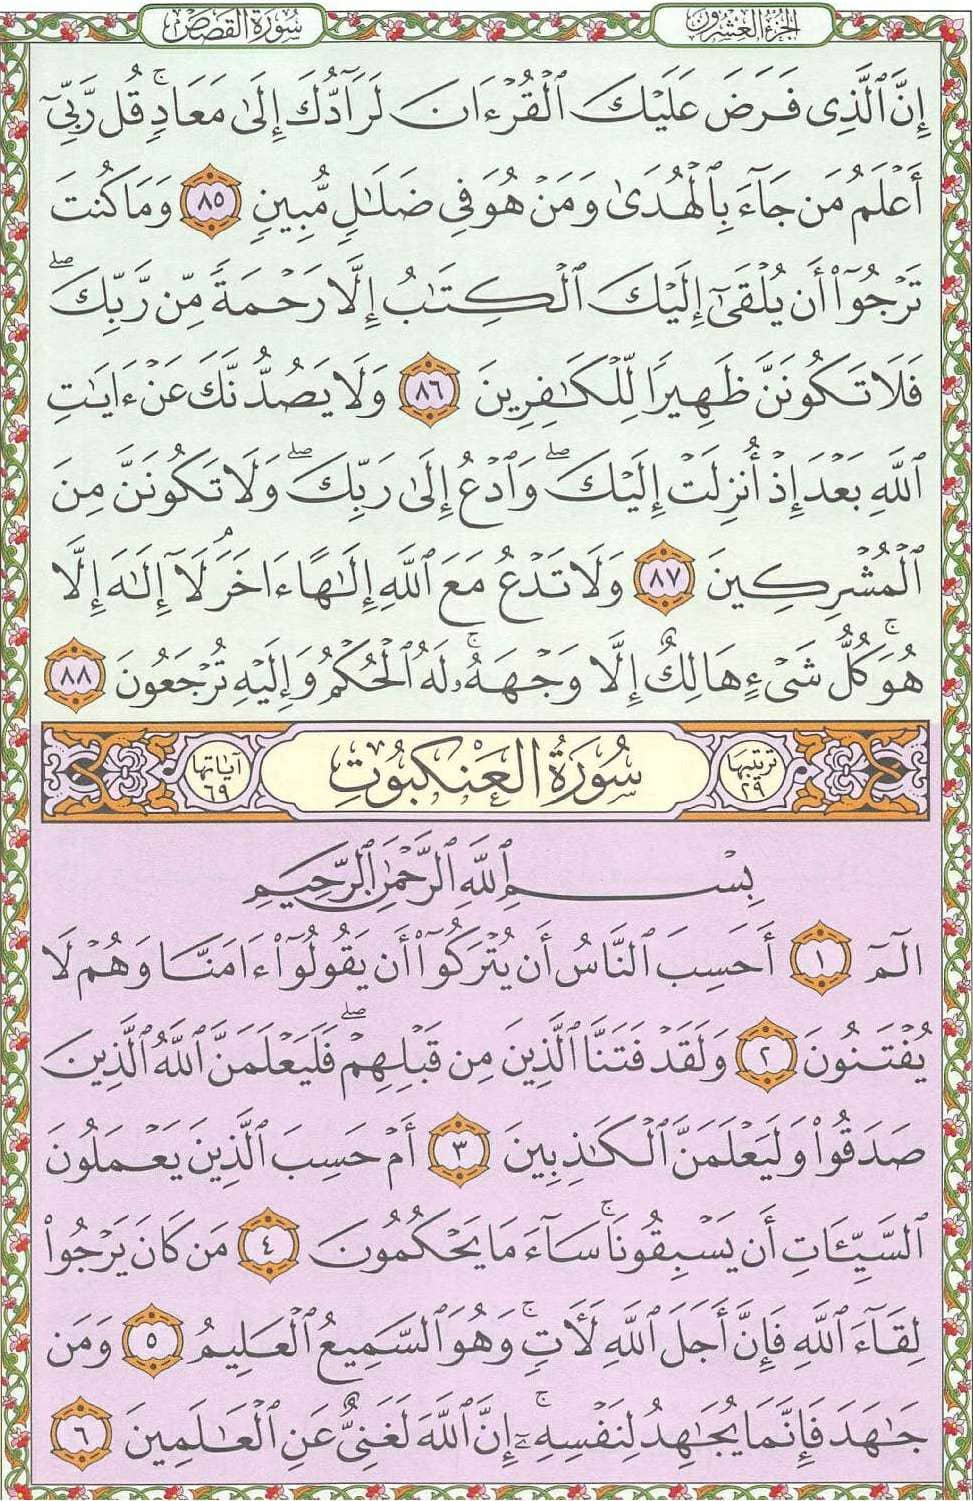 الجزء العشرون
سورة القصص
إِنَّ ٱلَّذِى فَرَضَ عَلَيْكَ ٱلْقُرْءَانَ لَرَآدُّكَ إِلَىٰ مَعَادٍ ۚ قُل رَّبِّىٓ
أَعْلَمُ مَن جَآءَ بِٱلْهُدَىٰ وَمَنْ هُوَ فِى ضَلَٰلٍ مُّبِينٍ ٨٥ وَمَا كُنتَ
تَرْجُوٓا۟ أَن يُلْقَىٰٓ إِلَيْكَ ٱلْكِتَٰبُ إِلَّا رَحْمَةً مِّن رَّبِّكَ ۖ
فَلَا تَكُونَنَّ ظَهِيرًا لِّلْكَٰفِرِينَ ٨٦ وَلَا يَصُدُّنَّكَ عَنْ ءَايَٰتِ
ٱللَّهِ بَعْدَ إِذْ أُنزِلَتْ إِلَيْكَ ۖ وَٱدْعُ إِلَىٰ رَبِّكَ ۖ وَلَا تَكُونَنَّ مِنَ
ٱلْمُشْرِكِينَ ٨٧ وَلَا تَدْعُ مَعَ ٱللَّهِ إِلَٰهًا ءَاخَرَ ۘ لَآ إِلَٰهَ إِلَّا
هُوَ ۚ كُلُّ شَىْءٍ هَالِكٌ إِلَّا وَجْهَهُۥ ۚ لَهُ ٱلْحُكْمُ وَإِلَيْهِ تُرْجَعُونَ ٨٨
ترتيبها ٢٩ سُورَةُ العَنكَبُوتِ آياتها ٦٩
بِسْمِ ٱللَّهِ ٱلرَّحْمَٰنِ ٱلرَّحِيمِ
الٓمٓ ١ أَحَسِبَ ٱلنَّاسُ أَن يُتْرَكُوٓا۟ أَن يَقُولُوٓا۟ ءَامَنَّا وَهُمْ لَا
يُفْتَنُونَ ٢ وَلَقَدْ فَتَنَّا ٱلَّذِينَ مِن قَبْلِهِمْ ۖ فَلَيَعْلَمَنَّ ٱللَّهُ ٱلَّذِينَ
صَدَقُوا۟ وَلَيَعْلَمَنَّ ٱلْكَٰذِبِينَ ٣ أَمْ حَسِبَ ٱلَّذِينَ يَعْمَلُونَ
ٱلسَّيِّـَٔاتِ أَن يَسْبِقُونَا ۚ سَآءَ مَا يَحْكُمُونَ ٤ مَن كَانَ يَرْجُوا۟
لِقَآءَ ٱللَّهِ فَإِنَّ أَجَلَ ٱللَّهِ لَـَٔاتٍ ۚ وَهُوَ ٱلسَّمِيعُ ٱلْعَلِيمُ ٥ وَمَن
جَٰهَدَ فَإِنَّمَا يُجَٰهِدُ لِنَفْسِهِۦٓ ۚ إِنَّ ٱللَّهَ لَغَنِىٌّ عَنِ ٱلْعَٰلَمِينَ ٦